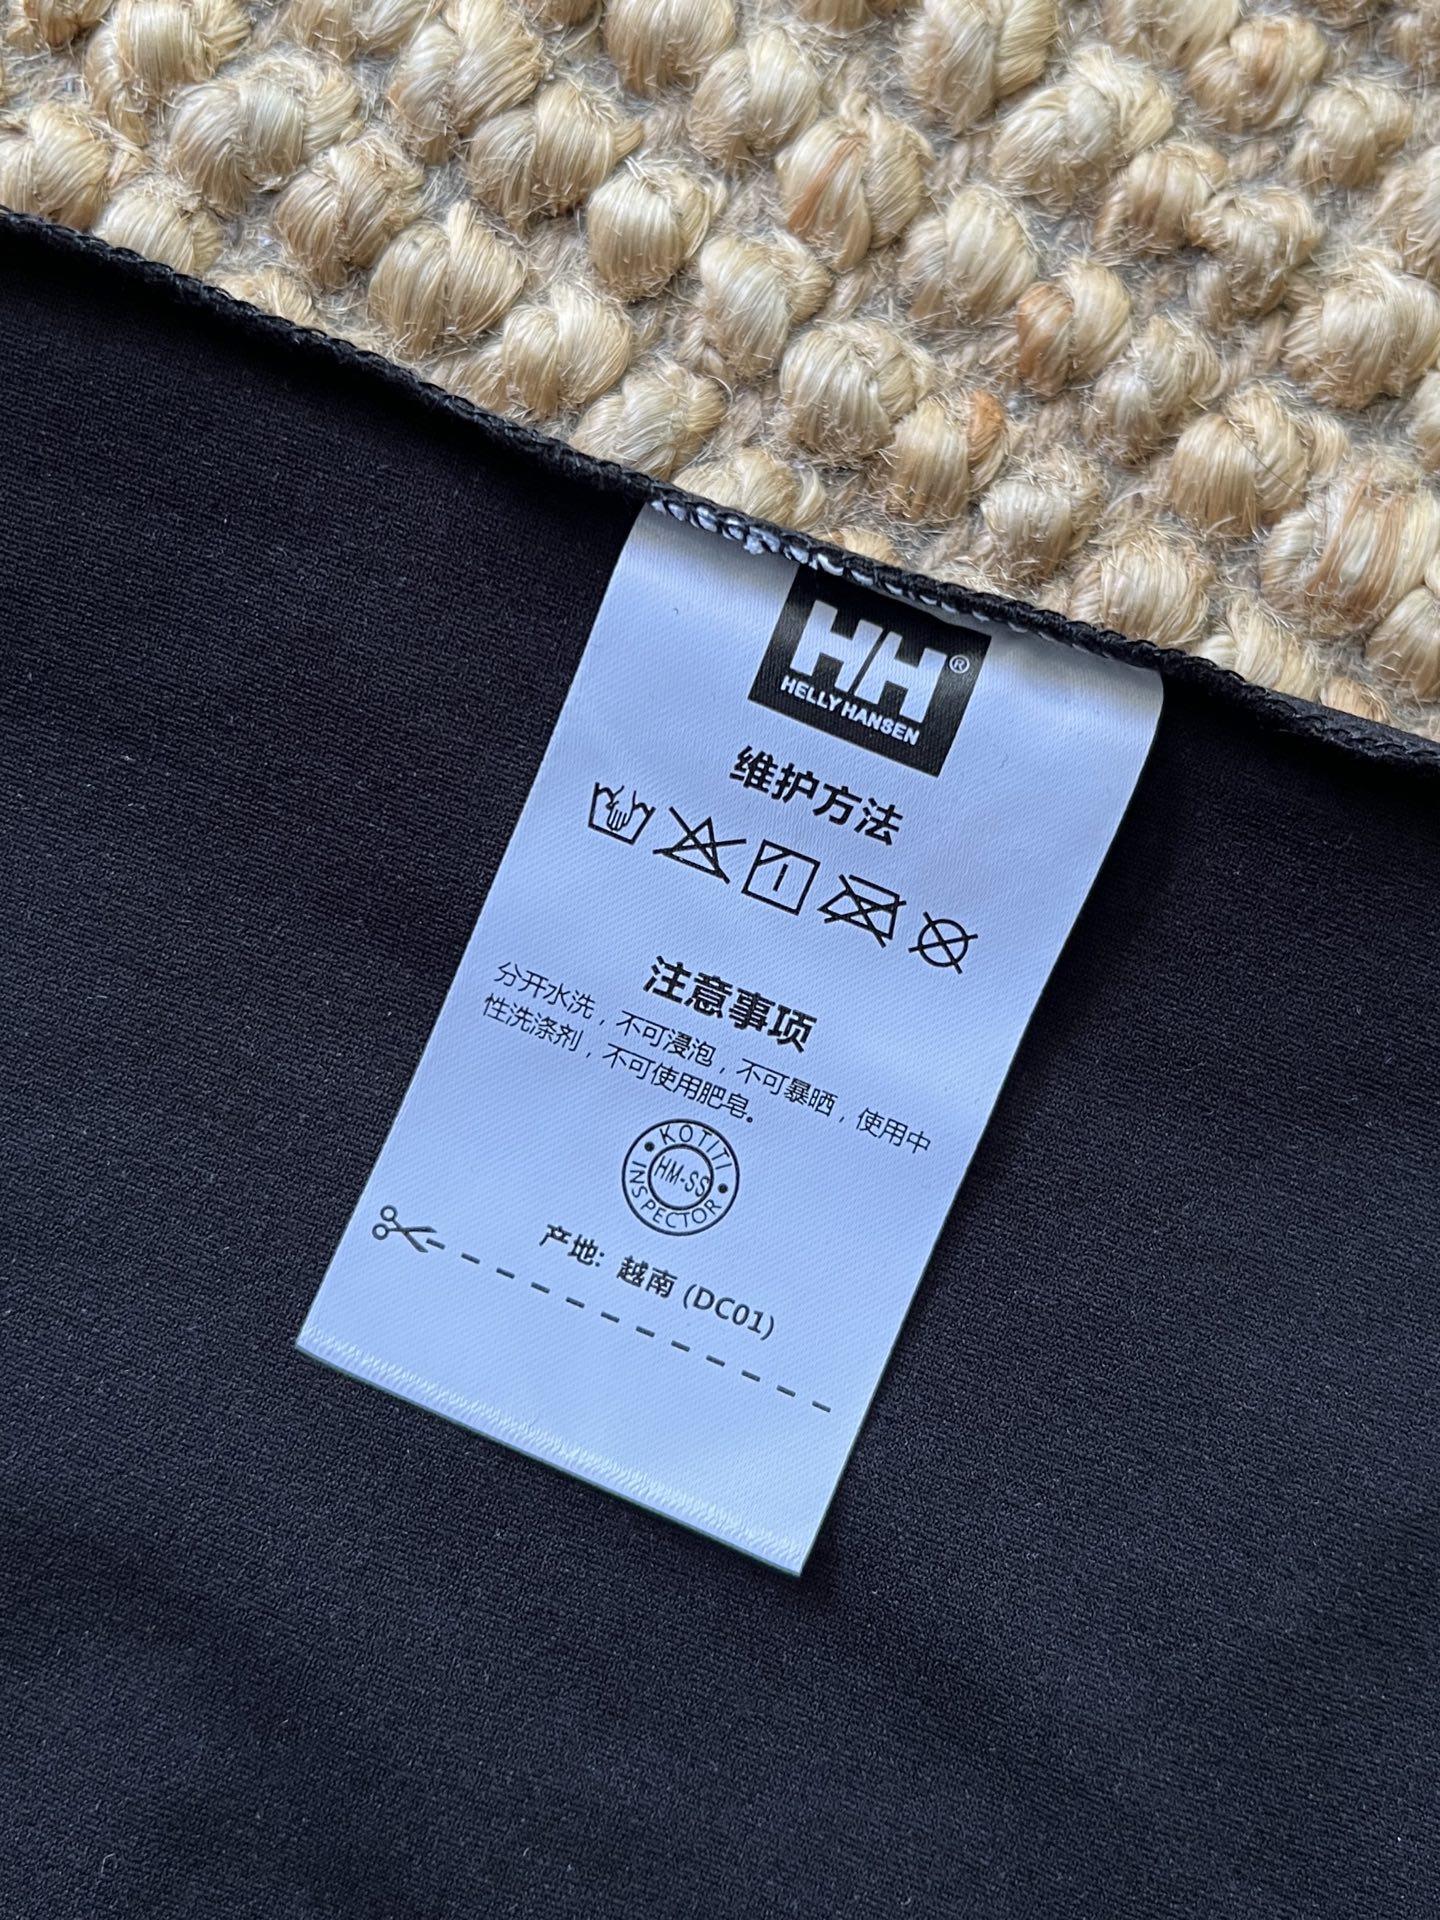 HH®
HELLY HANSEN
维护方法
注意事项
分开水洗，不可浸泡，不可暴晒，使用中
性洗涤剂，不可使用肥皂。
KOTITI
HM-SS
INSPECTOR
产地: 越南 (DC01)